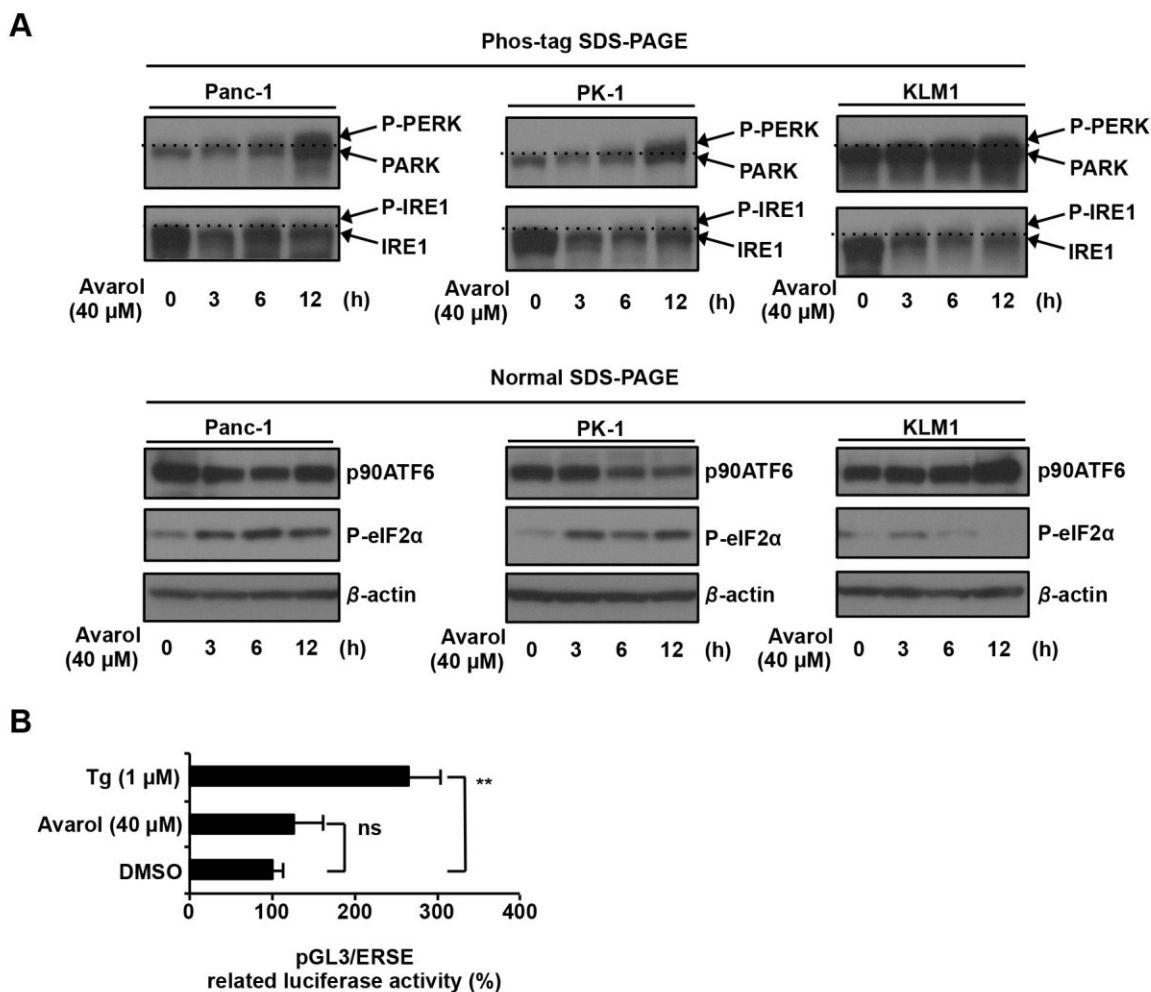 A
Phos-tag SDS-PAGE
Panc-1 PK-1 KLM1
P-PERK P-PERK P-PERK
PARK PARK PARK
P-IRE1 P-IRE1 P-IRE1
IRE1 IRE1 IRE1
Avarol Avarol Avarol
(40 µM) 0 3 6 12 (h) (40 µM) 0 3 6 12 (h) (40 µM) 0 3 6 12 (h)
Normal SDS-PAGE
Panc-1 PK-1 KLM1
p90ATF6 p90ATF6 p90ATF6
P-eIF2α P-eIF2α P-eIF2α
β-actin β-actin β-actin
Avarol Avarol Avarol
(40 µM) 0 3 6 12 (h) (40 µM) 0 3 6 12 (h) (40 µM) 0 3 6 12 (h)
B
Tg (1 µM) **
Avarol (40 µM) ns
DMSO
0 100 200 300 400
pGL3/ERSE
related luciferase activity (%)